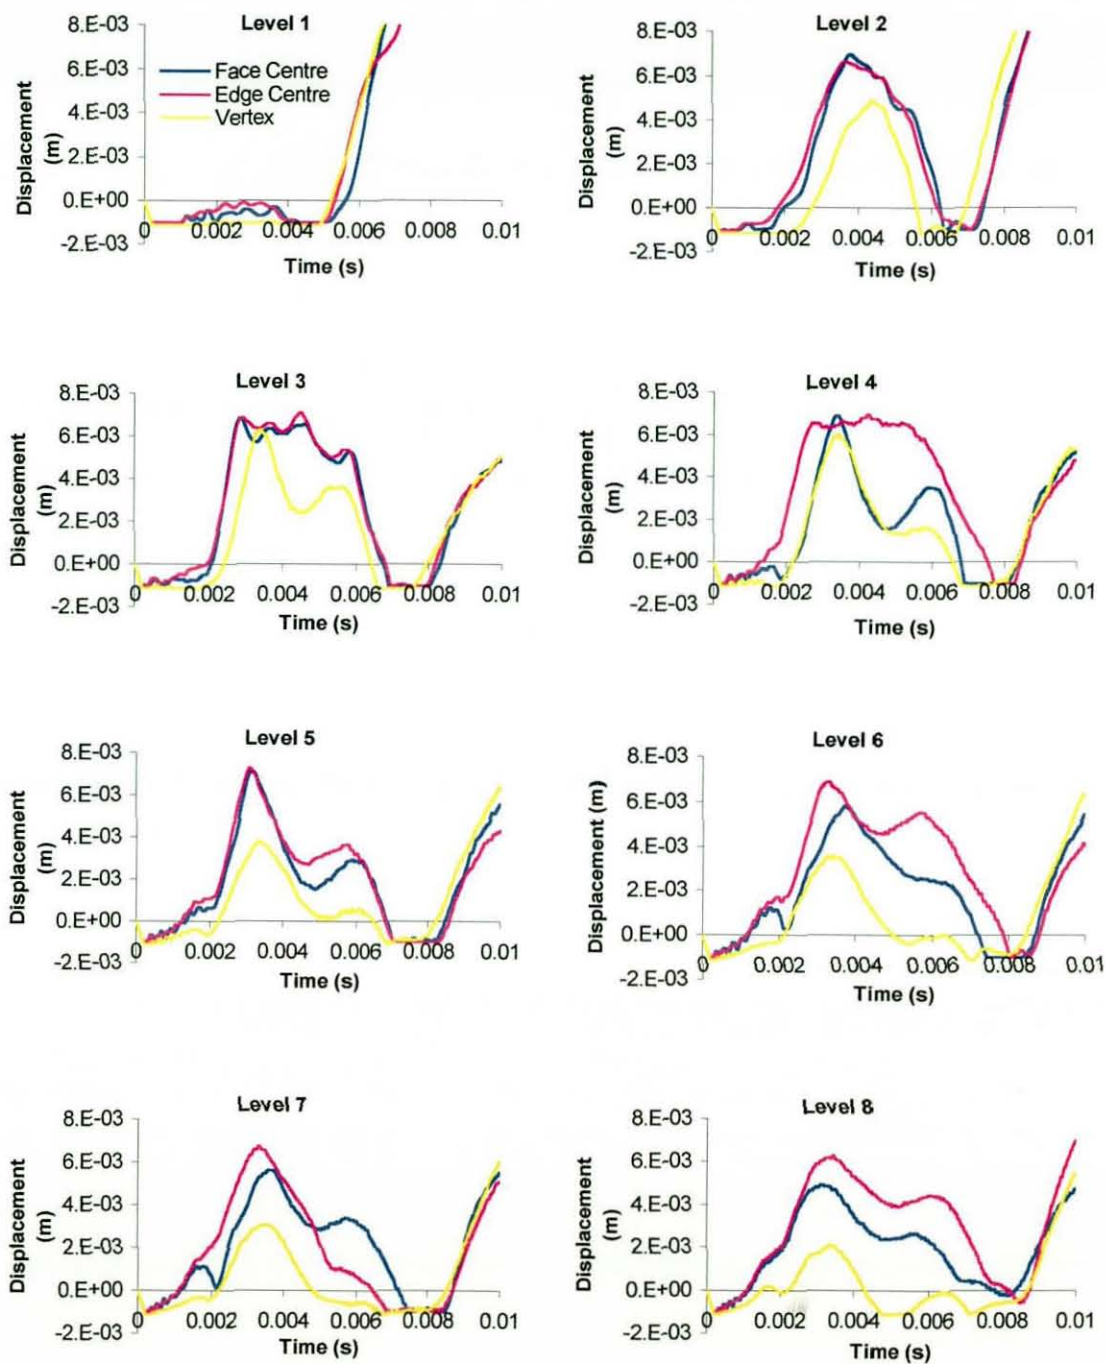 Level 1
8.E-03
6.E-03
4.E-03
2.E-03
0.E+00
-2.E-03
Displacement
(m)
Face Centre
Edge Centre
Vertex
0 0.002 0.004 0.006 0.008 0.01
Time (s)
Level 2
8.E-03
6.E-03
4.E-03
2.E-03
0.E+00
-2.E-03
Displacement
(m)
0 0.002 0.004 0.006 0.008 0.01
Time (s)
Level 3
8.E-03
6.E-03
4.E-03
2.E-03
0.E+00
-2.E-03
Displacement
(m)
0 0.002 0.004 0.006 0.008 0.01
Time (s)
Level 4
8.E-03
6.E-03
4.E-03
2.E-03
0.E+00
-2.E-03
Displacement
(m)
0 0.002 0.004 0.006 0.008 0.01
Time (s)
Level 5
8.E-03
6.E-03
4.E-03
2.E-03
0.E+00
-2.E-03
Displacement
(m)
0 0.002 0.004 0.006 0.008 0.01
Time (s)
Level 6
8.E-03
6.E-03
4.E-03
2.E-03
0.E+00
-2.E-03
Displacement (m)
0 0.002 0.004 0.006 0.008 0.01
Time (s)
Level 7
8.E-03
6.E-03
4.E-03
2.E-03
0.E+00
-2.E-03
Displacement
(m)
0 0.002 0.004 0.006 0.008 0.01
Time (s)
Level 8
8.E-03
6.E-03
4.E-03
2.E-03
0.E+00
-2.E-03
Displacement
(m)
0 0.002 0.004 0.006 0.008 0.01
Time (s)